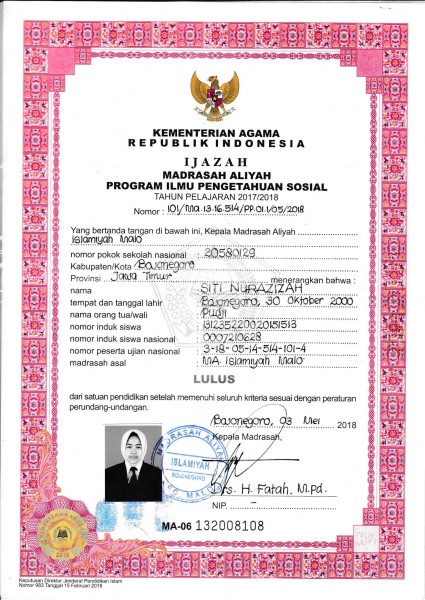 KEMENTERIAN AGAMA
REPUBLIK INDONESIA
IJAZAH
MADRASAH ALIYAH
PROGRAM ILMU PENGETAHUAN SOSIAL
TAHUN PELAJARAN 2017/2018
Nomor : 101/Ma.13.16.514/PP.01.1/05/2018
Yang bertanda tangan di bawah ini, Kepala Madrasah Aliyah
Islamiyah Malo
nomor pokok sekolah nasional : 20580129
Kabupaten/Kota Bojonegoro
Provinsi Jawa Timur menerangkan bahwa :
nama : SITI NURAZIZAH
tempat dan tanggal lahir : Bojonegoro, 30 Oktober 2000
nama orang tua/wali : Pudji
nomor induk siswa : 131235220020151513
nomor induk siswa nasional : 0007210628
nomor peserta ujian nasional : 3-18-05-14-514-101-4
madrasah asal : MA. Islamiyah Malo
LULUS
dari satuan pendidikan setelah memenuhi seluruh kriteria sesuai dengan peraturan
perundang-undangan.
Bojonegoro, 03 Mei 2018
Kepala Madrasah,
MADRASAH ALIYAH
ISLAMIYAH
BOJONEGORO
MALO
Drs. H. Fatah, M.Pd.
NIP. -
MA-06 132008108
2018
Keputusan Direktur Jenderal Pendidikan Islam
Nomor 983 Tanggal 15 Februari 2018